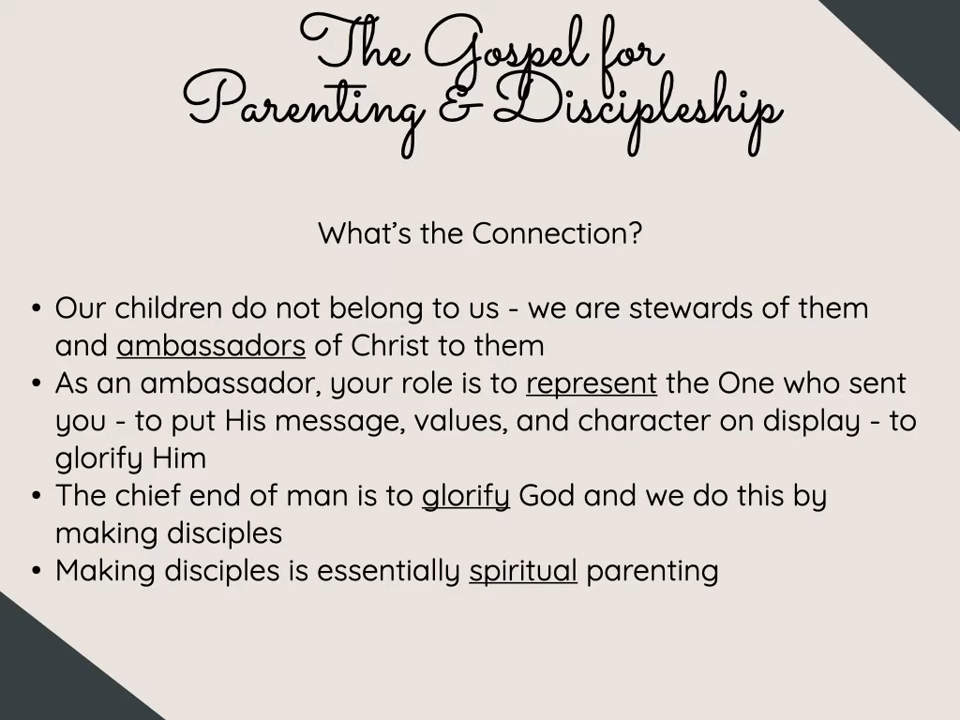 The Gospel for
Parenting & Discipleship
What's the Connection?
• Our children do not belong to us - we are stewards of them
and ambassadors of Christ to them
• As an ambassador, your role is to represent the One who sent
you - to put His message, values, and character on display - to
glorify Him
• The chief end of man is to glorify God and we do this by
making disciples
• Making disciples is essentially spiritual parenting